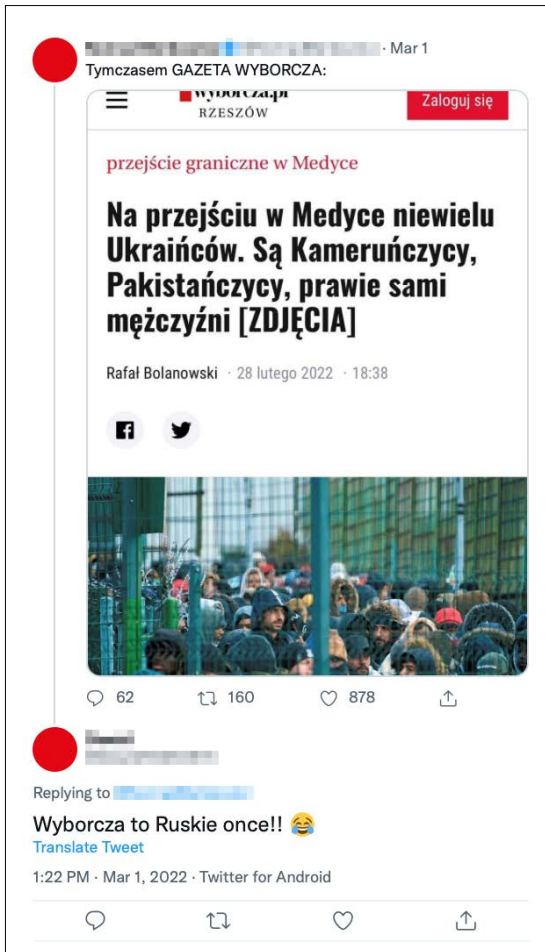 · Mar 1
Tymczasem GAZETA WYBORCZA:
wyborcza.pl
RZESZÓW
Zaloguj się
przejście graniczne w Medyce
Na przejściu w Medyce niewielu
Ukraińców. Są Kameruńczycy,
Pakistańczycy, prawie sami
mężczyźni [ZDJĘCIA]
Rafał Bolanowski · 28 lutego 2022 · 18:38
62 160 878
Replying to
Wyborcza to Ruskie once!! 😂
Translate Tweet
1:22 PM · Mar 1, 2022 · Twitter for Android